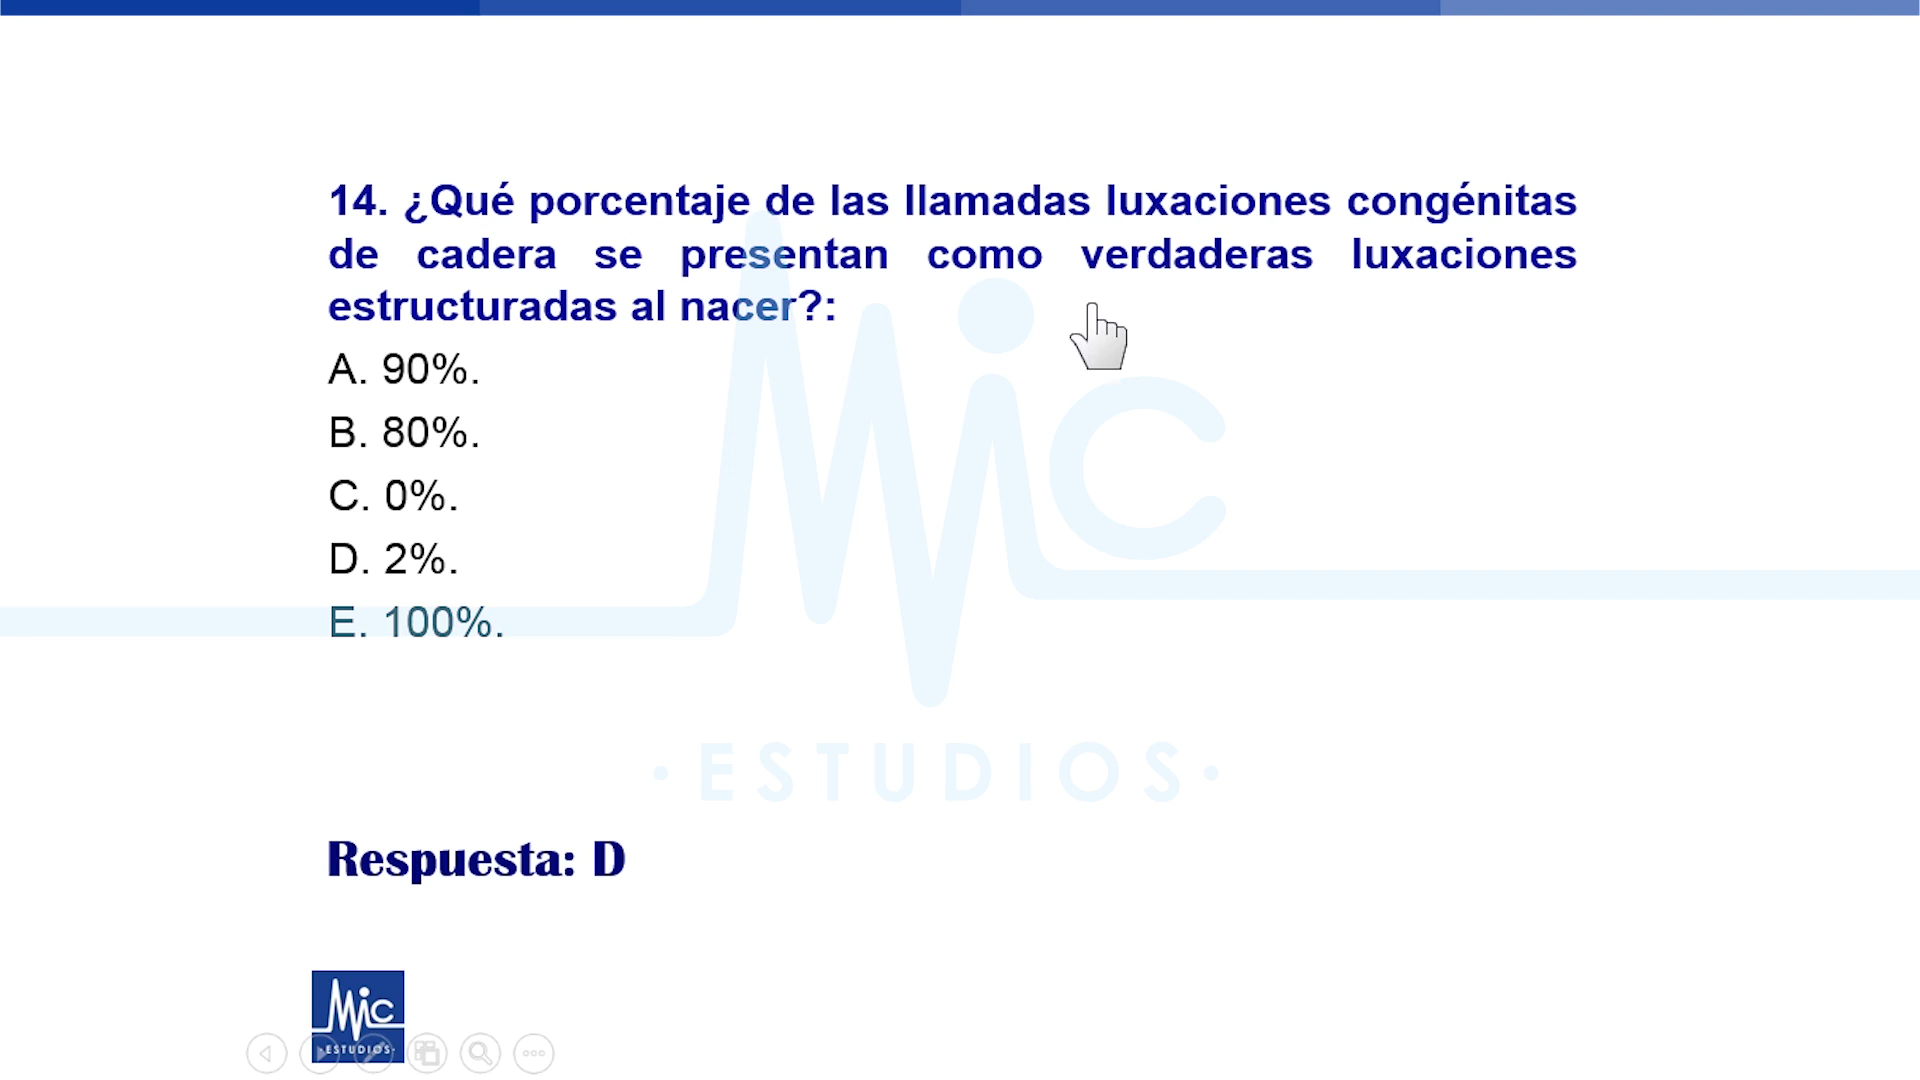 14. ¿Qué porcentaje de las llamadas luxaciones congénitas
de cadera se presentan como verdaderas luxaciones
estructuradas al nacer?:
A. 90%.
B. 80%.
C. 0%.
D. 2%.
E. 100%.
Mic
· ESTUDIOS ·
Respuesta: D
Mic
·ESTUDIOS·